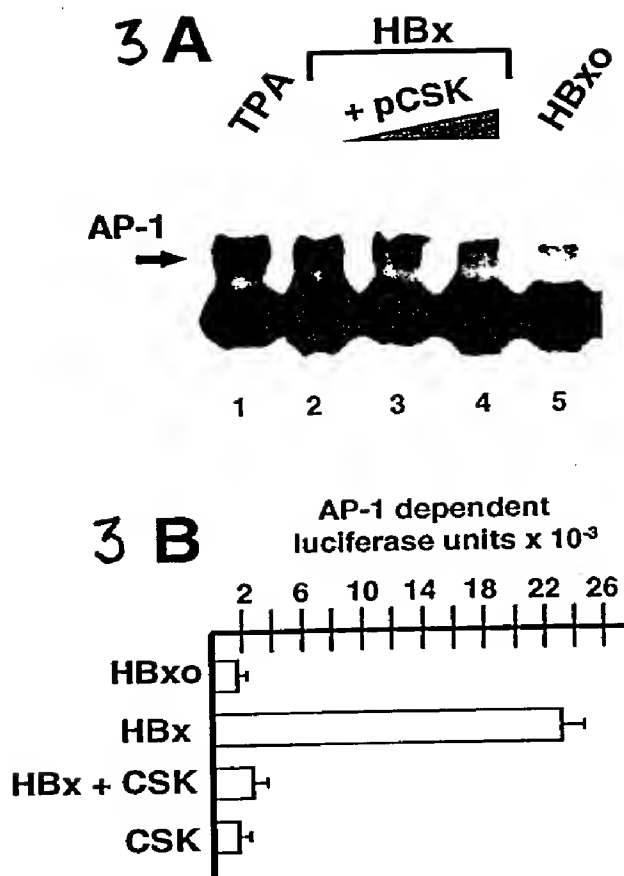 3 A
HBx
TPA
+ pCSK
HBxo
AP-1
1 2 3 4 5
3 B
AP-1 dependent
luciferase units x 10-3
2 6 10 14 18 22 26
HBxo
HBx
HBx + CSK
CSK